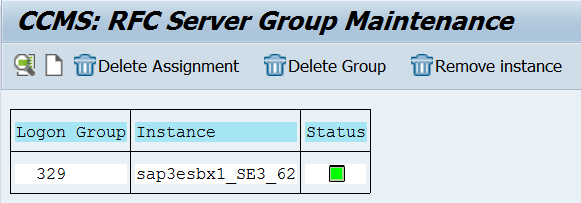 CCMS: RFC Server Group Maintenance
Delete Assignment Delete Group Remove instance
Logon Group Instance Status
329 sap3esbx1_SE3_62